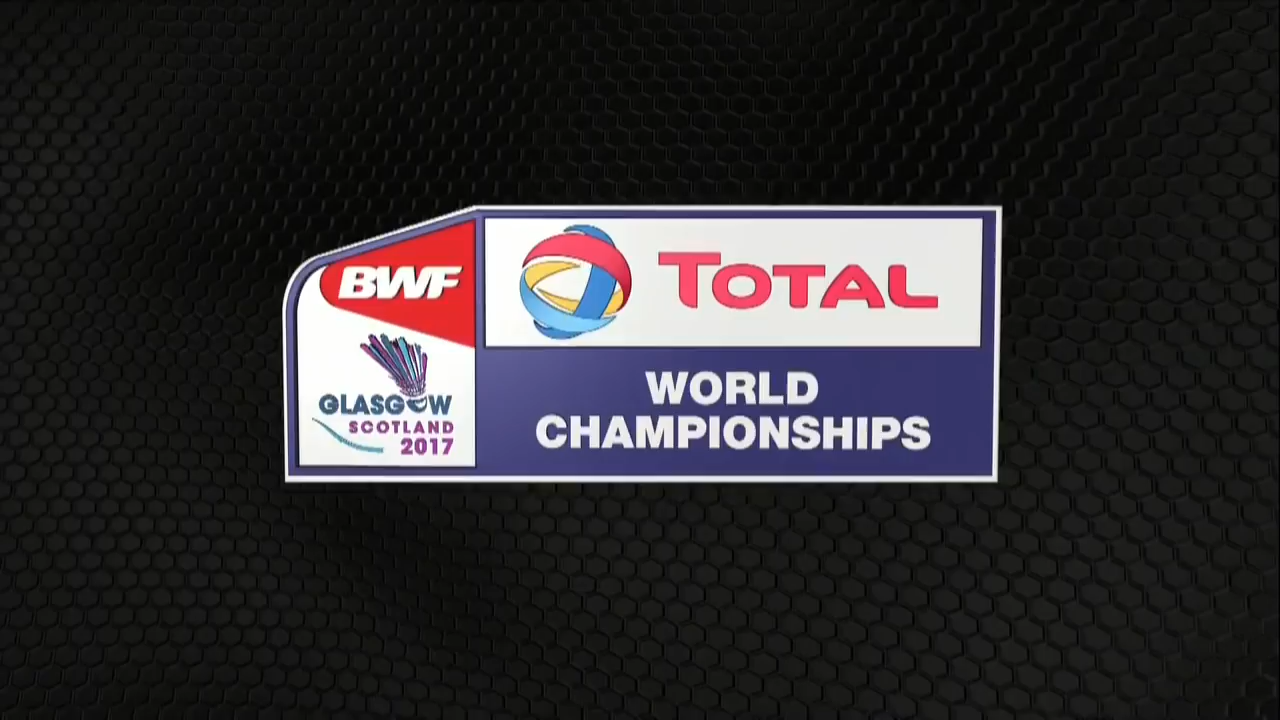 BWF
GLASGOW
SCOTLAND
2017
TOTAL
WORLD
CHAMPIONSHIPS